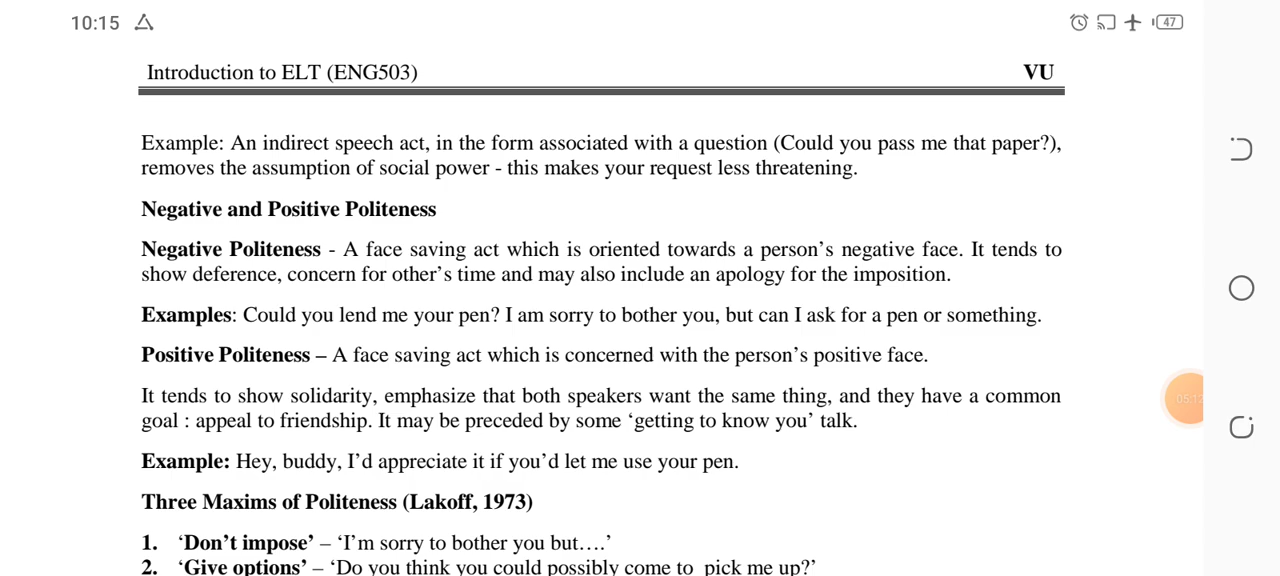 10:15
47
Introduction to ELT (ENG503) VU
Example: An indirect speech act, in the form associated with a question (Could you pass me that paper?),
removes the assumption of social power - this makes your request less threatening.
Negative and Positive Politeness
Negative Politeness - A face saving act which is oriented towards a person’s negative face. It tends to
show deference, concern for other’s time and may also include an apology for the imposition.
Examples: Could you lend me your pen? I am sorry to bother you, but can I ask for a pen or something.
Positive Politeness – A face saving act which is concerned with the person’s positive face.
It tends to show solidarity, emphasize that both speakers want the same thing, and they have a common
goal : appeal to friendship. It may be preceded by some ‘getting to know you’ talk.
Example: Hey, buddy, I’d appreciate it if you’d let me use your pen.
Three Maxims of Politeness (Lakoff, 1973)
1. ‘Don’t impose’ – ‘I’m sorry to bother you but….’
2. ‘Give options’ – ‘Do you think you could possibly come to pick me up?’